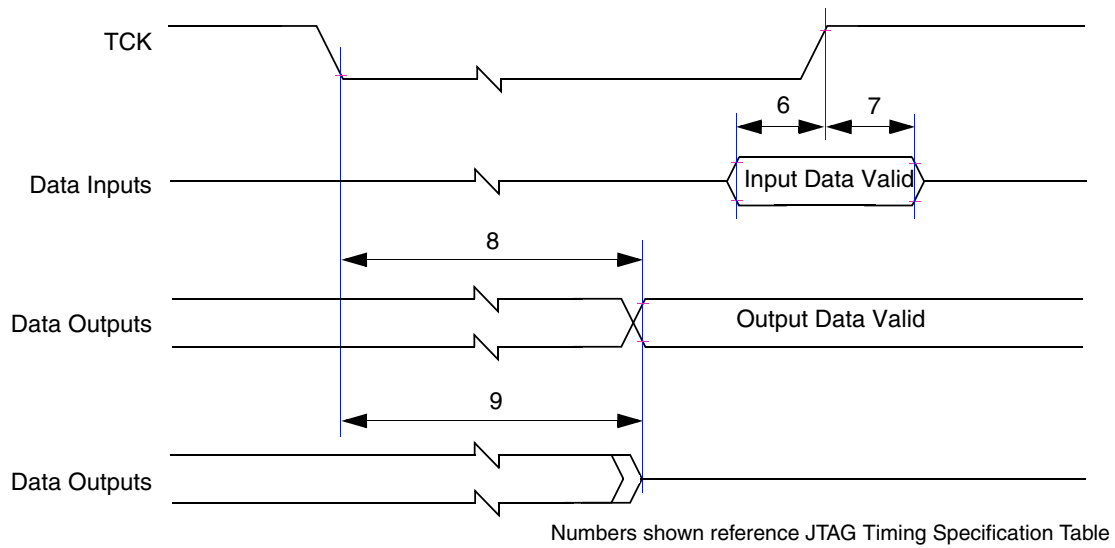 TCK
6
7
Data Inputs
Input Data Valid
8
Data Outputs
Output Data Valid
9
Data Outputs
Numbers shown reference JTAG Timing Specification Table